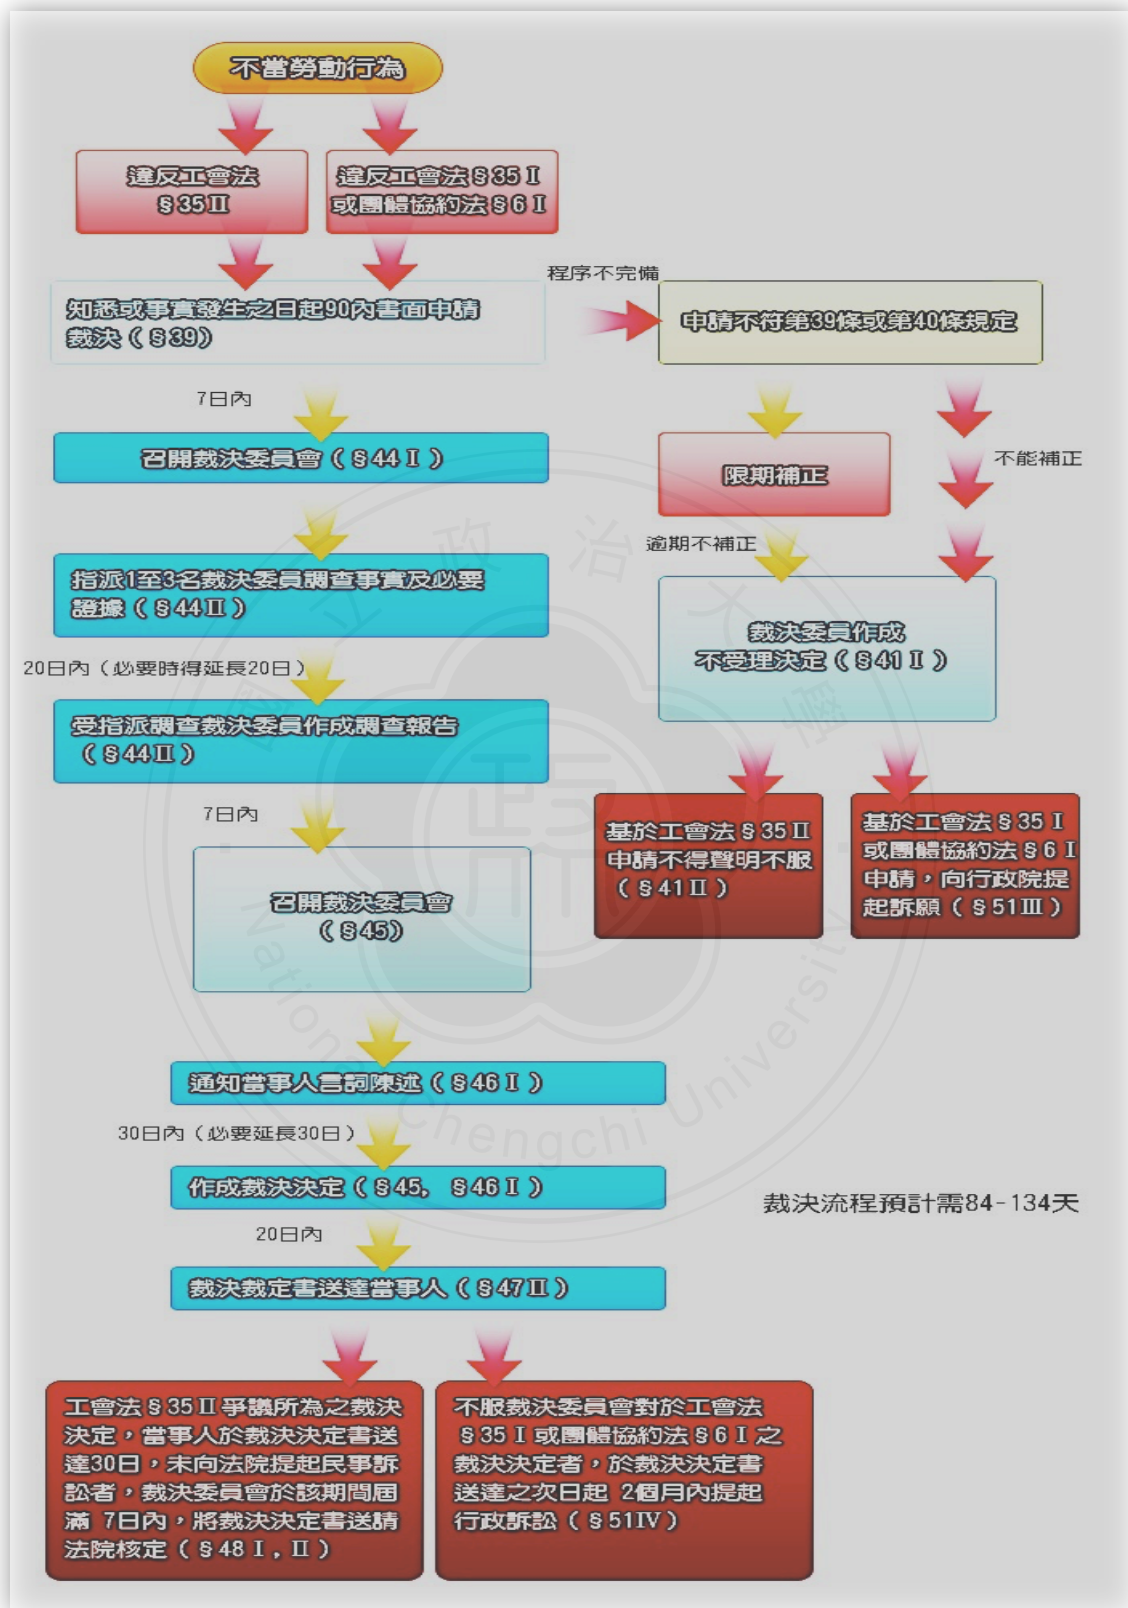 不當勞動行為
違反工會法
§35Ⅱ
違反工會法§35Ⅰ
或團體協約法§6Ⅰ
知悉或事實發生之日起90內書面申請
裁決（§39）
程序不完備
申請不符第39條或第40條規定
7日內
召開裁決委員會（§44Ⅰ）
限期補正
不能補正
指派1至3名裁決委員調查事實及必要
證據（§44Ⅱ）
逾期不補正
裁決委員作成
不受理決定（§41Ⅰ）
20日內（必要時得延長20日）
受指派調查裁決委員作成調查報告
（§44Ⅱ）
7日內
召開裁決委員會
（§45）
基於工會法§35Ⅱ
申請不得聲明不服
（§41Ⅱ）
基於工會法§35Ⅰ
或團體協約法§6Ⅰ
申請，向行政院提
起訴願（§51Ⅲ）
通知當事人言詞陳述（§46Ⅰ）
30日內（必要延長30日）
作成裁決決定（§45, §46Ⅰ）
裁決流程預計需84-134天
20日內
裁決裁定書送達當事人（§47Ⅱ）
工會法§35Ⅱ爭議所為之裁決
決定，當事人於裁決決定書送
達30日，未向法院提起民事訴
訟者，裁決委員會於該期間屆
滿 7日內，將裁決決定書送請
法院核定（§48Ⅰ, Ⅱ）
不服裁決委員會對於工會法
§35Ⅰ或團體協約法§6Ⅰ之
裁決決定者，於裁決決定書
送達之次日起 2個月內提起
行政訴訟（§51Ⅳ）
國立政治大學
National Chengchi University